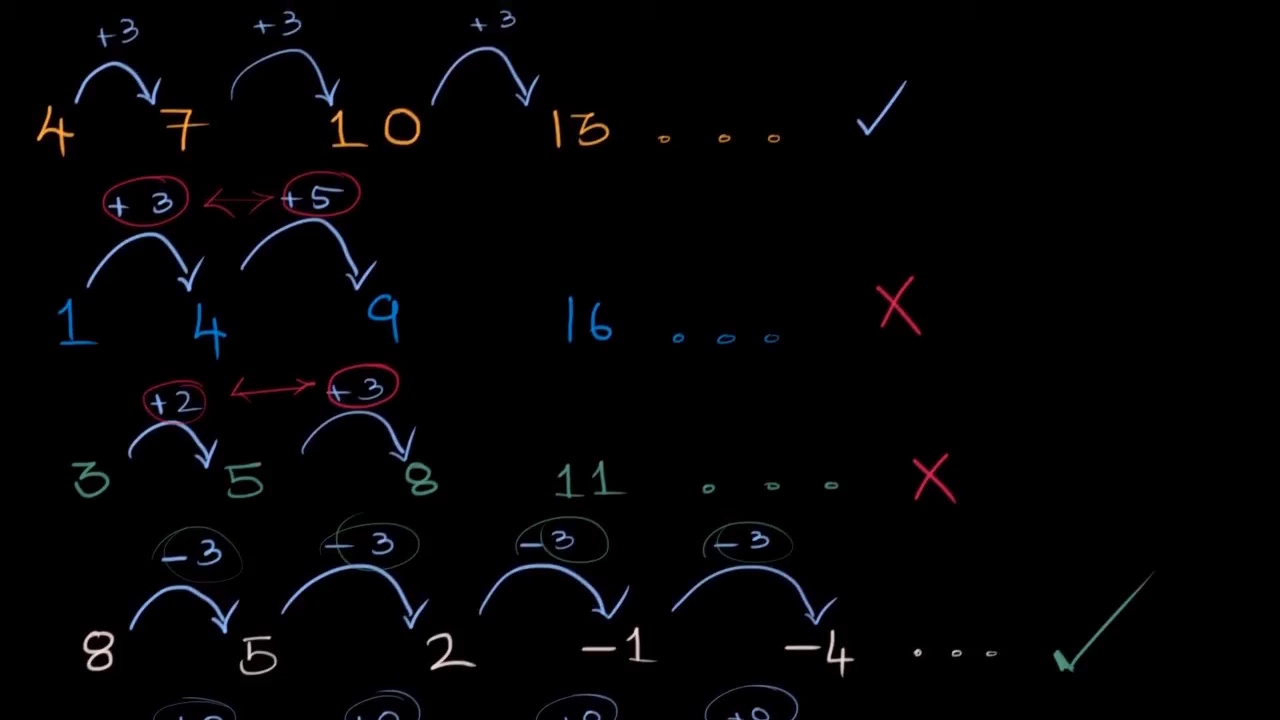 +3 +3 +3
4 7 10 13 . . .
+ 3 +5
1 4 9 16 . . .
+2 + 3
3 5 8 11 . . .
- 3 - 3 - 3 - 3
8 5 2 -1 -4 . . .